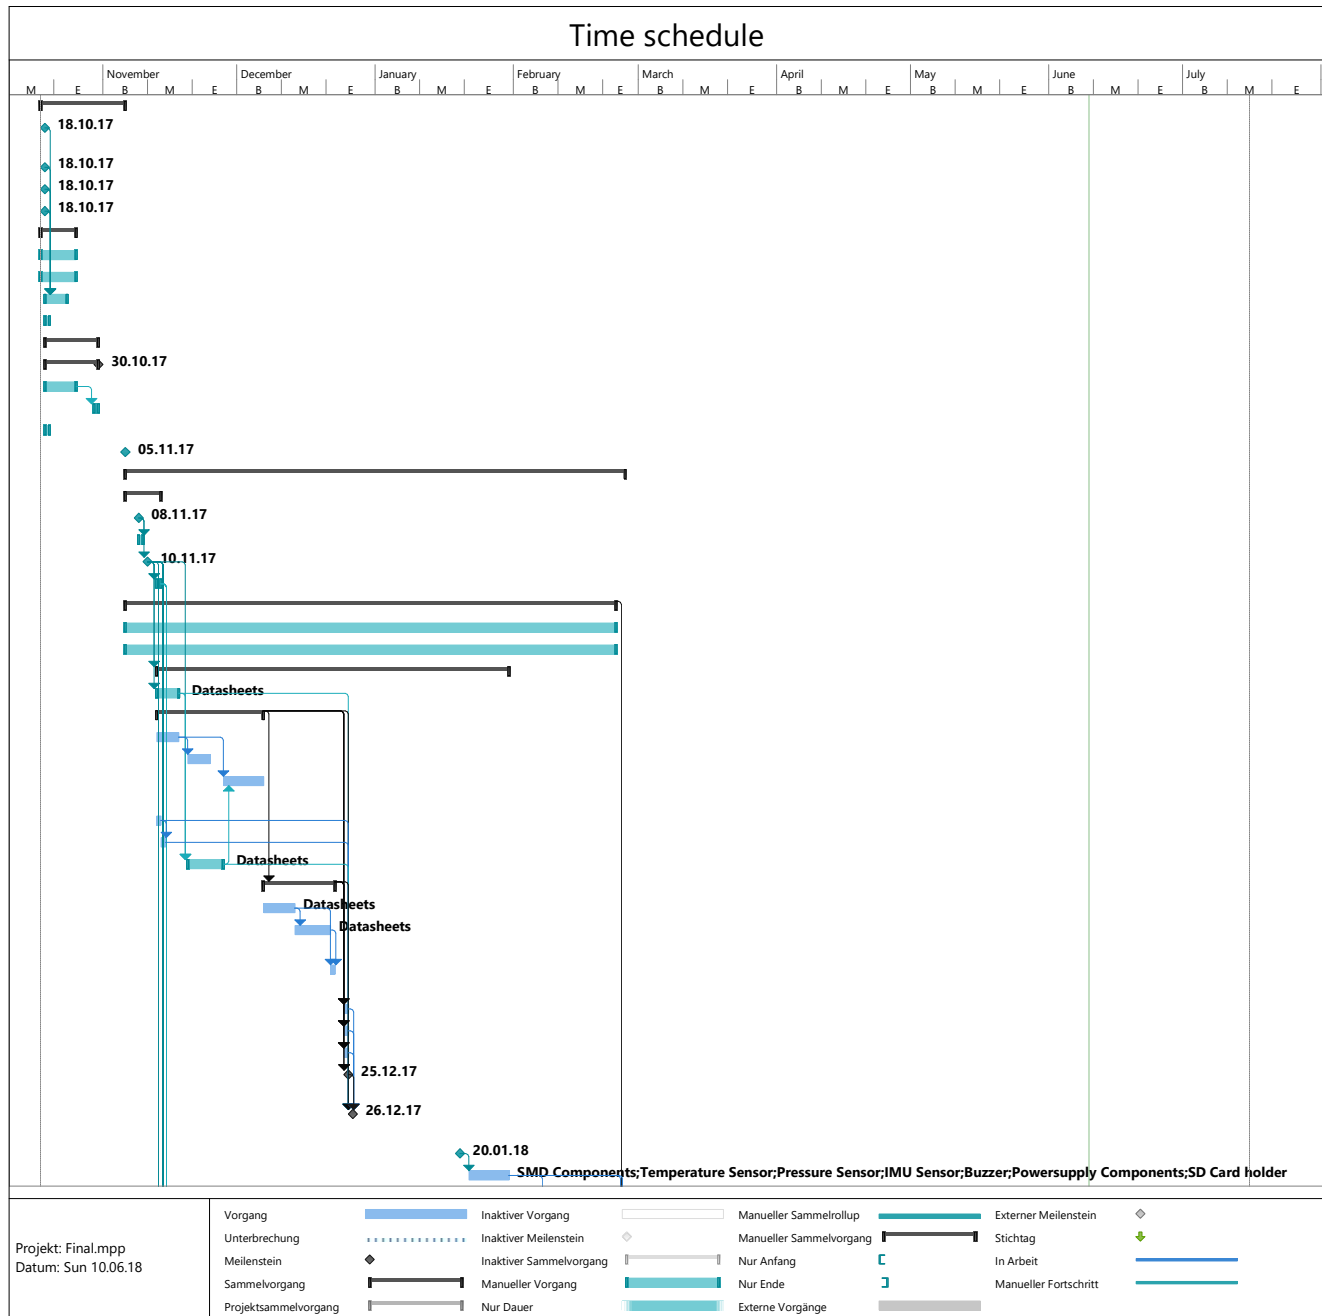 Time schedule
November December January February March April May June July
M E B M E B M E B M E B M E B M E B M E B M E B M E B M E
18.10.17
18.10.17
18.10.17
18.10.17
30.10.17
05.11.17
08.11.17
10.11.17
Datasheets
Datasheets
Datasheets
Datasheets
25.12.17
26.12.17
20.01.18
SMD Components;Temperature Sensor;Pressure Sensor;IMU Sensor;Buzzer;Powersupply Components;SD Card holder
Projekt: Final.mpp
Datum: Sun 10.06.18
Vorgang
Unterbrechung
Meilenstein
Sammelvorgang
Projektsammelvorgang
Inaktiver Vorgang
Inaktiver Meilenstein
Inaktiver Sammelvorgang
Manueller Vorgang
Nur Dauer
Manueller Sammelrollup
Manueller Sammelvorgang
Nur Anfang
Nur Ende
Externe Vorgänge
Externer Meilenstein
Stichtag
In Arbeit
Manueller Fortschritt